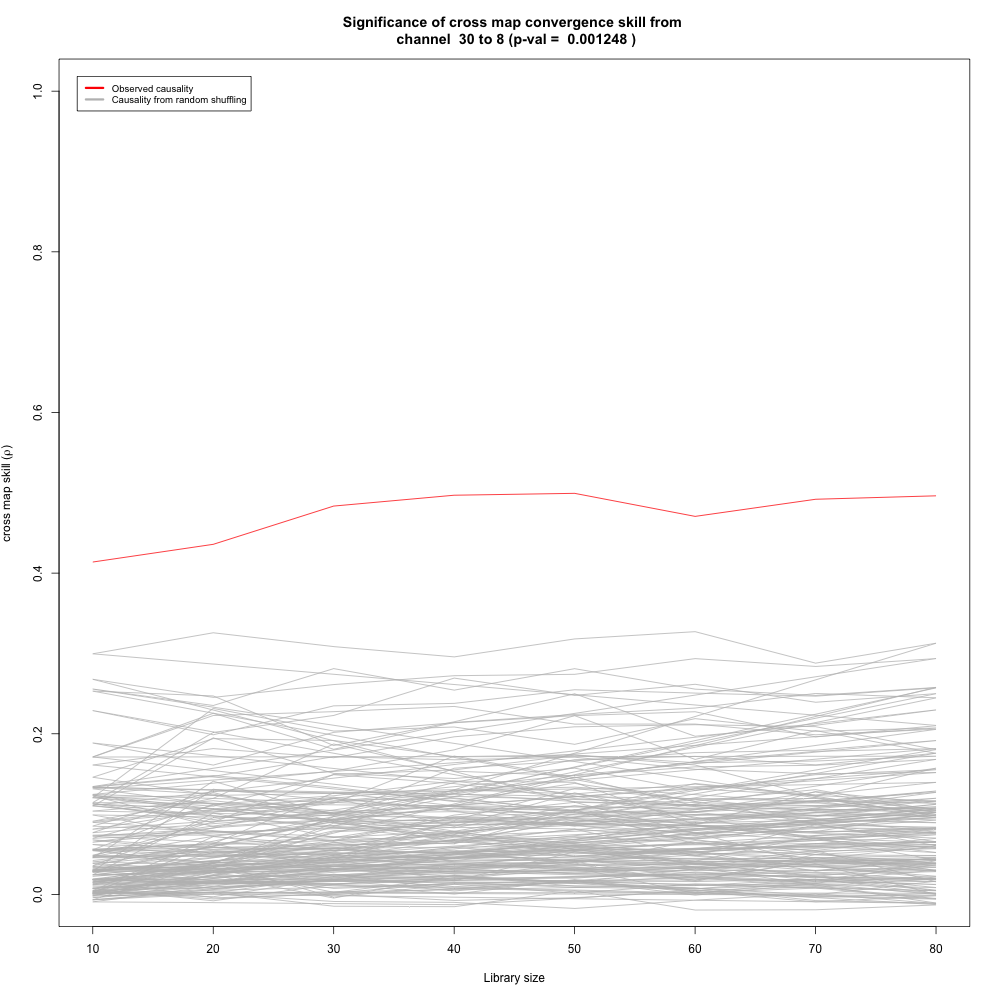 Significance of cross map convergence skill from
channel  30 to 8 (p-val =  0.001248 )
Observed causality
Causality from random shuffling
1.0
0.8
0.6
0.4
0.2
0.0
cross map skill (ρ)
10 20 30 40 50 60 70 80
Library size